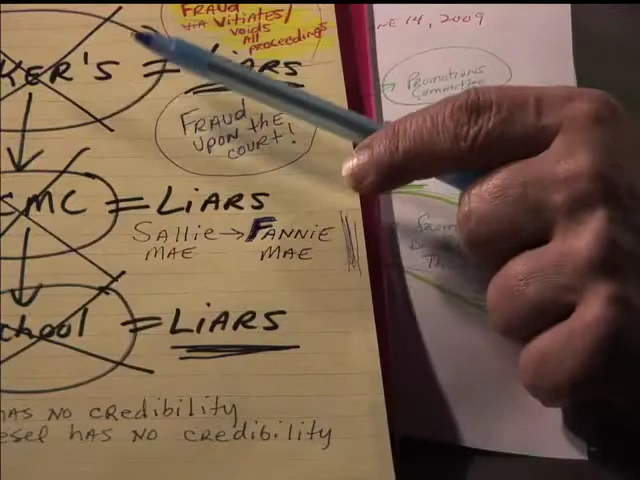 FRAUD
VIA VITIATES/
VOIDS
ALL
PROCEEDINGS
KER'S = LIARS
FRAUD
UPON THE
COURT!
SMC = LIARS
SALLIE → FANNIE
MAE MAE
chool = LIARS
HAS NO CREDIBILITY
esel HAS NO CREDIBILITY
NE 14, 2009
PROMOTIONS
COMMITTEE